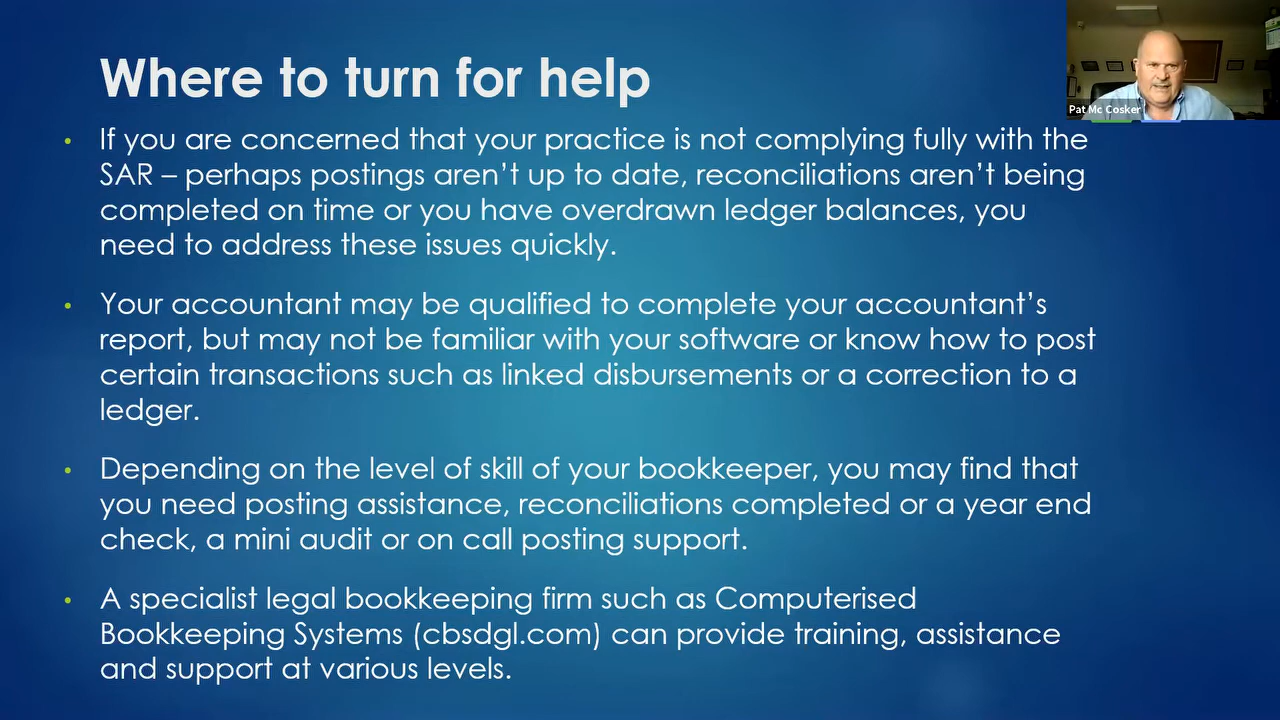 Where to turn for help
Pat Mc Cosker
• If you are concerned that your practice is not complying fully with the
SAR – perhaps postings aren’t up to date, reconciliations aren’t being
completed on time or you have overdrawn ledger balances, you
need to address these issues quickly.
• Your accountant may be qualified to complete your accountant’s
report, but may not be familiar with your software or know how to post
certain transactions such as linked disbursements or a correction to a
ledger.
• Depending on the level of skill of your bookkeeper, you may find that
you need posting assistance, reconciliations completed or a year end
check, a mini audit or on call posting support.
• A specialist legal bookkeeping firm such as Computerised
Bookkeeping Systems (cbsdgl.com) can provide training, assistance
and support at various levels.